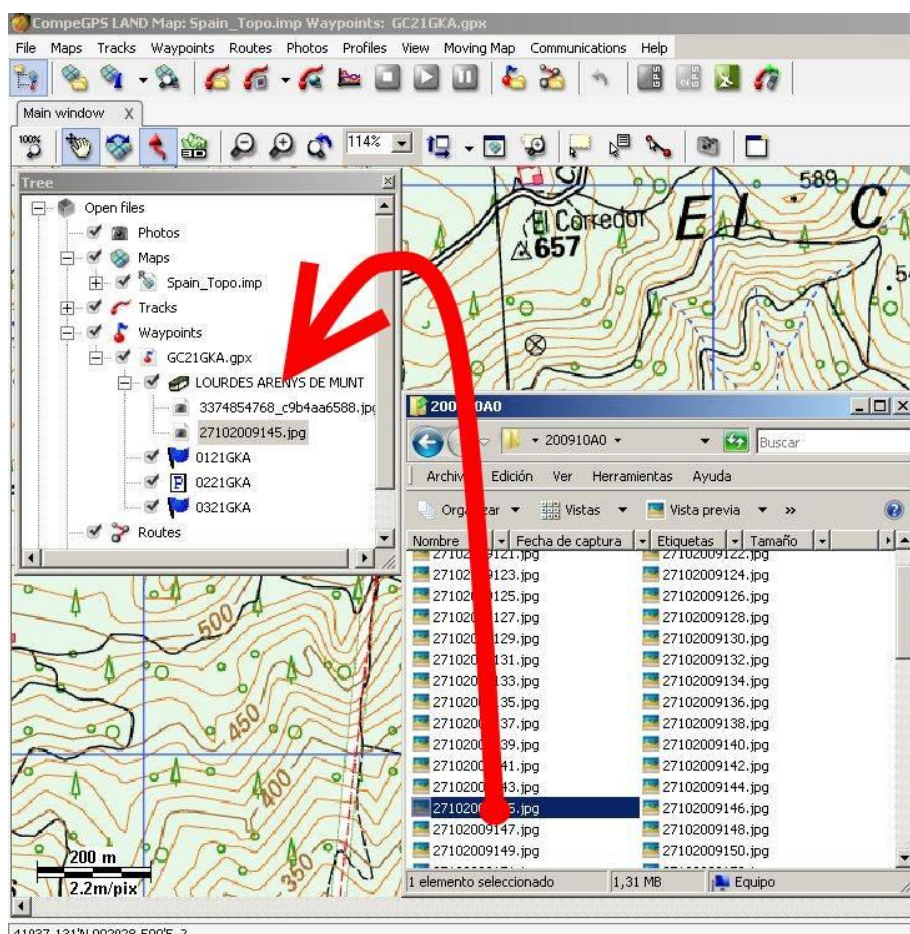 CompeGPS LAND Map: Spain_Topo.imp Waypoints: GC21GKA.gpx
File Maps Tracks Waypoints Routes Photos Profiles View Moving Map Communications Help
Main window X
100% 114%
Tree
Open files
Photos
Maps
Spain_Topo.imp
Tracks
Waypoints
GC21GKA.gpx
LOURDES ARENYS DE MUNT
3374854768_c9b4aa6588.jp
27102009145.jpg
0121GKA
0221GKA
0321GKA
Routes
589
El Corredor
657
E l C
500
450
400
350
200 m
2.2m/pix
200910A0
Buscar
Edición Ver Herramientas Ayuda
Vistas Vista previa »
Nombre Fecha de captura Etiquetas Tamaño
27102009122.jpg
27102009124.jpg
27102009126.jpg
27102009128.jpg
27102009130.jpg
27102009132.jpg
27102009134.jpg
27102009136.jpg
27102009138.jpg
27102009140.jpg
27102009142.jpg
27102009144.jpg
27102009146.jpg
27102009147.jpg 27102009148.jpg
27102009149.jpg 27102009150.jpg
1 elemento seleccionado 1,31 MB Equipo